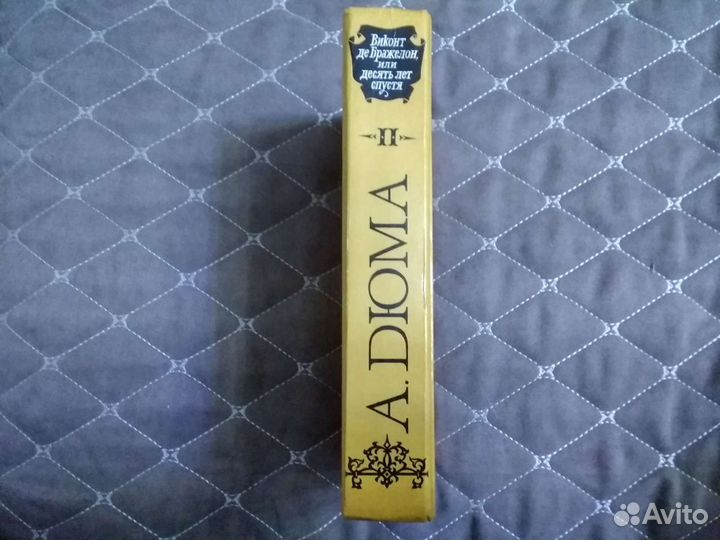 Виконт
де Бражелон,
или
десять лет
спустя
II
А. ДЮМА
Avito